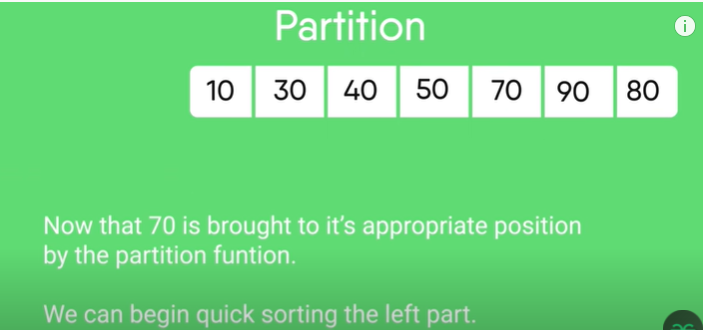 Partition
10 30 40 50 70 90 80
Now that 70 is brought to it's appropriate position
by the partition funtion.
We can begin quick sorting the left part.